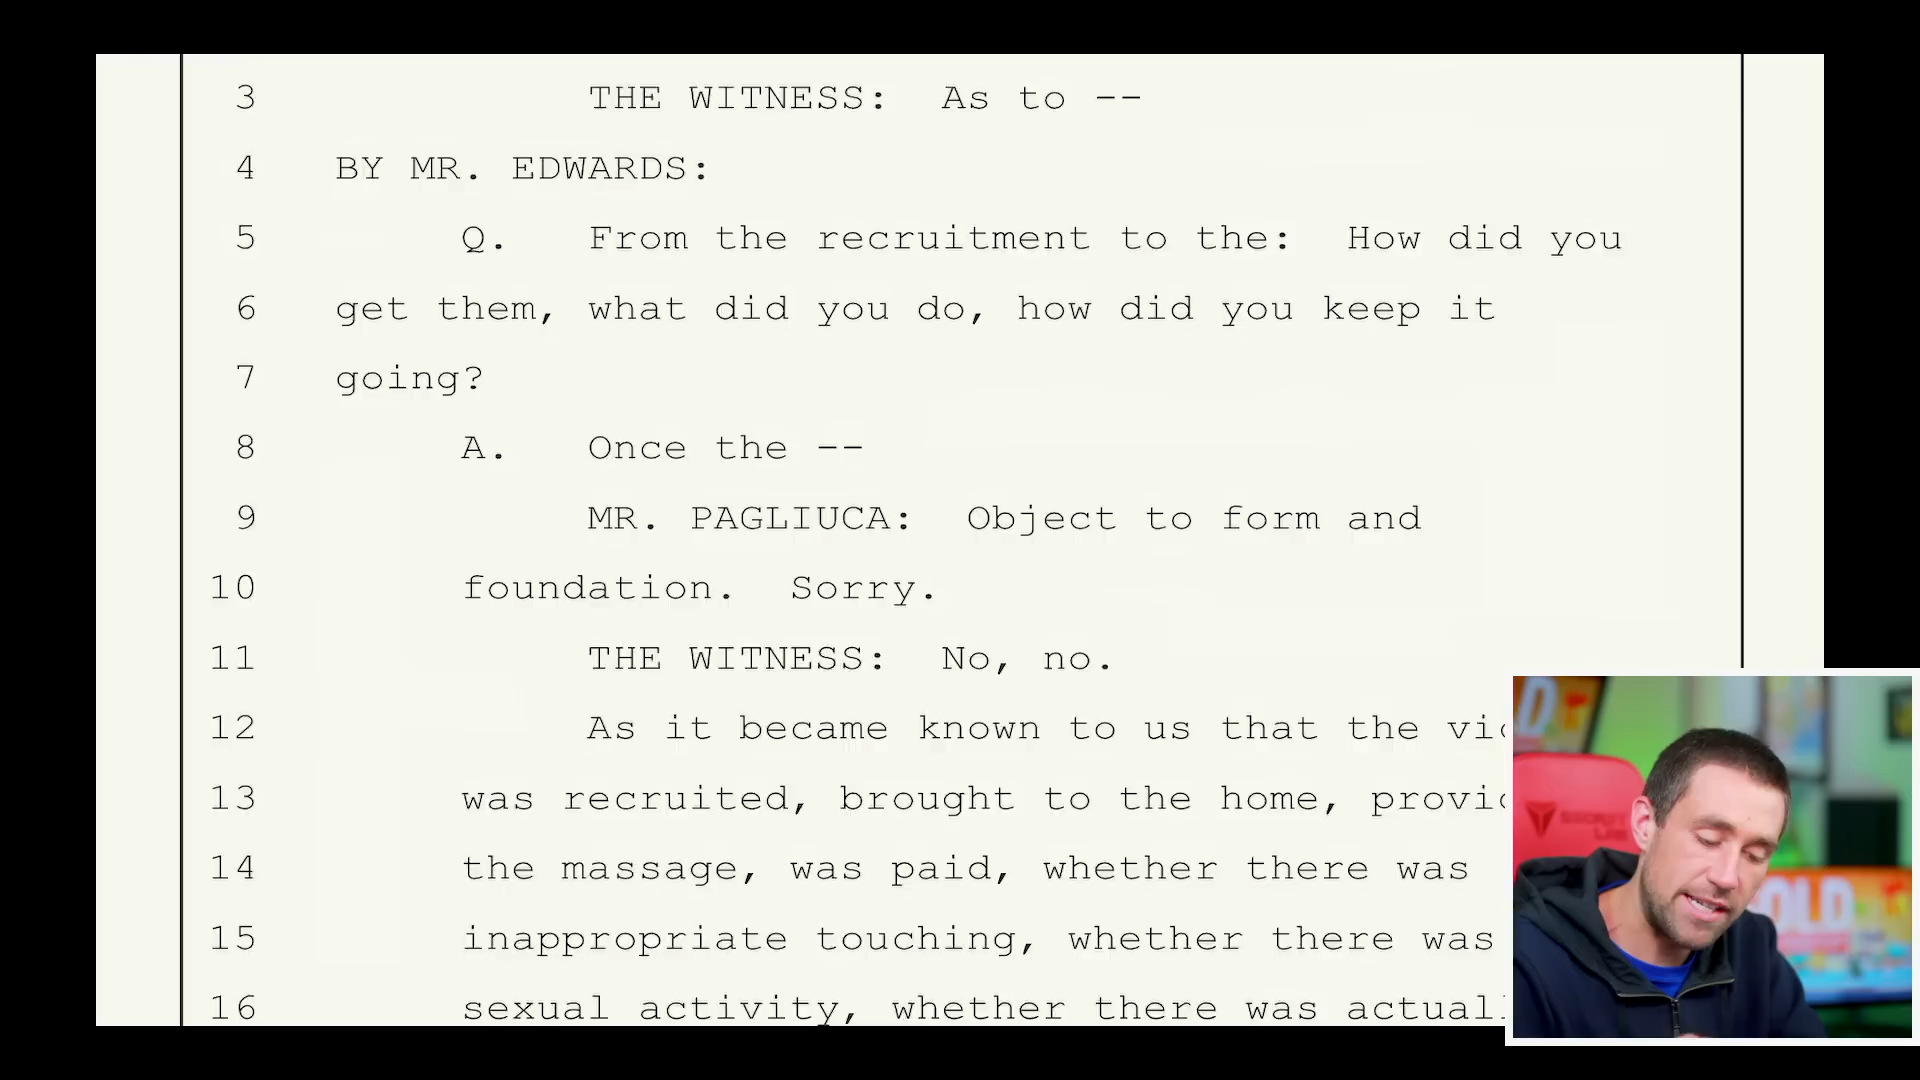 3 THE WITNESS: As to --
4 BY MR. EDWARDS:
5 Q. From the recruitment to the: How did you
6 get them, what did you do, how did you keep it
7 going?
8 A. Once the --
9 MR. PAGLIUCA: Object to form and
10 foundation. Sorry.
11 THE WITNESS: No, no.
12 As it became known to us that the
13 was recruited, brought to the home,
14 the massage, was paid, whether there was
15 inappropriate touching, whether there was
16 sexual activity, whether there was
OLD